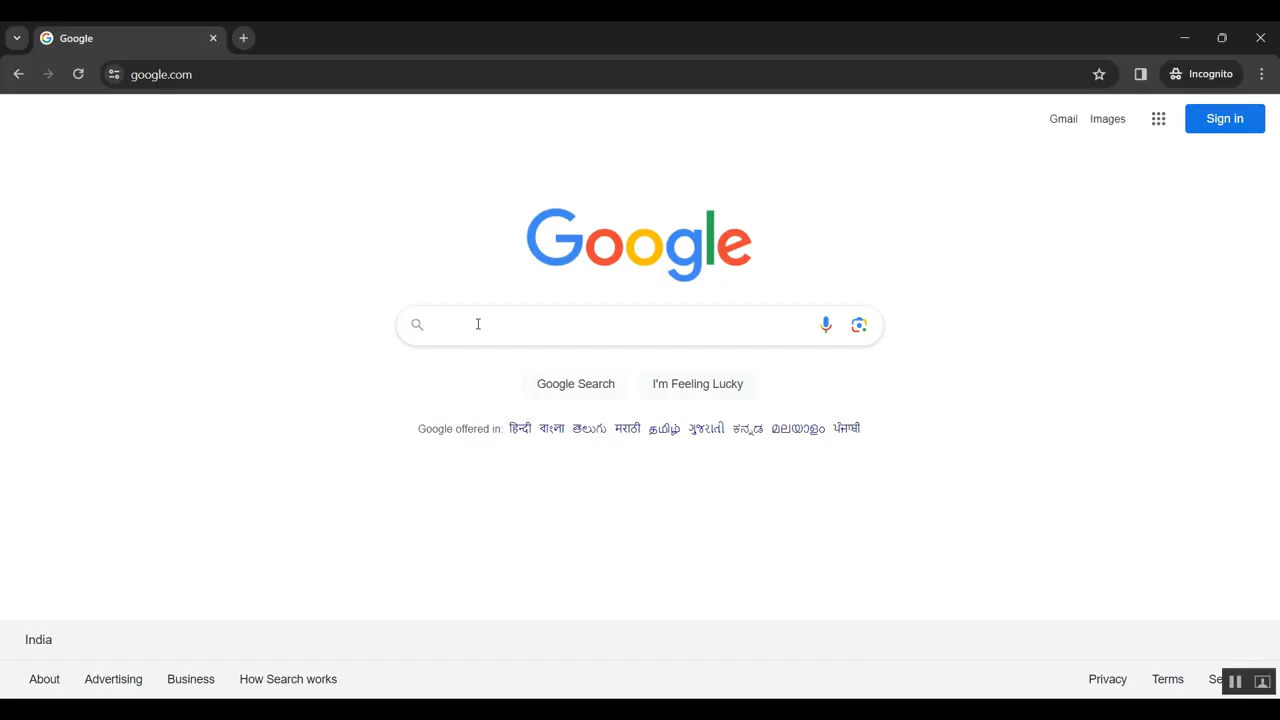 Google
google.com
Incognito
Gmail Images Sign in
Google
Google Search I'm Feeling Lucky
Google offered in: हिन्दी বাংলা తెలుగు मराठी தமிழ் ગુજરાતી ಕನ್ನಡ മലയാളം ਪੰਜਾਬੀ
India
About Advertising Business How Search works Privacy Terms Se